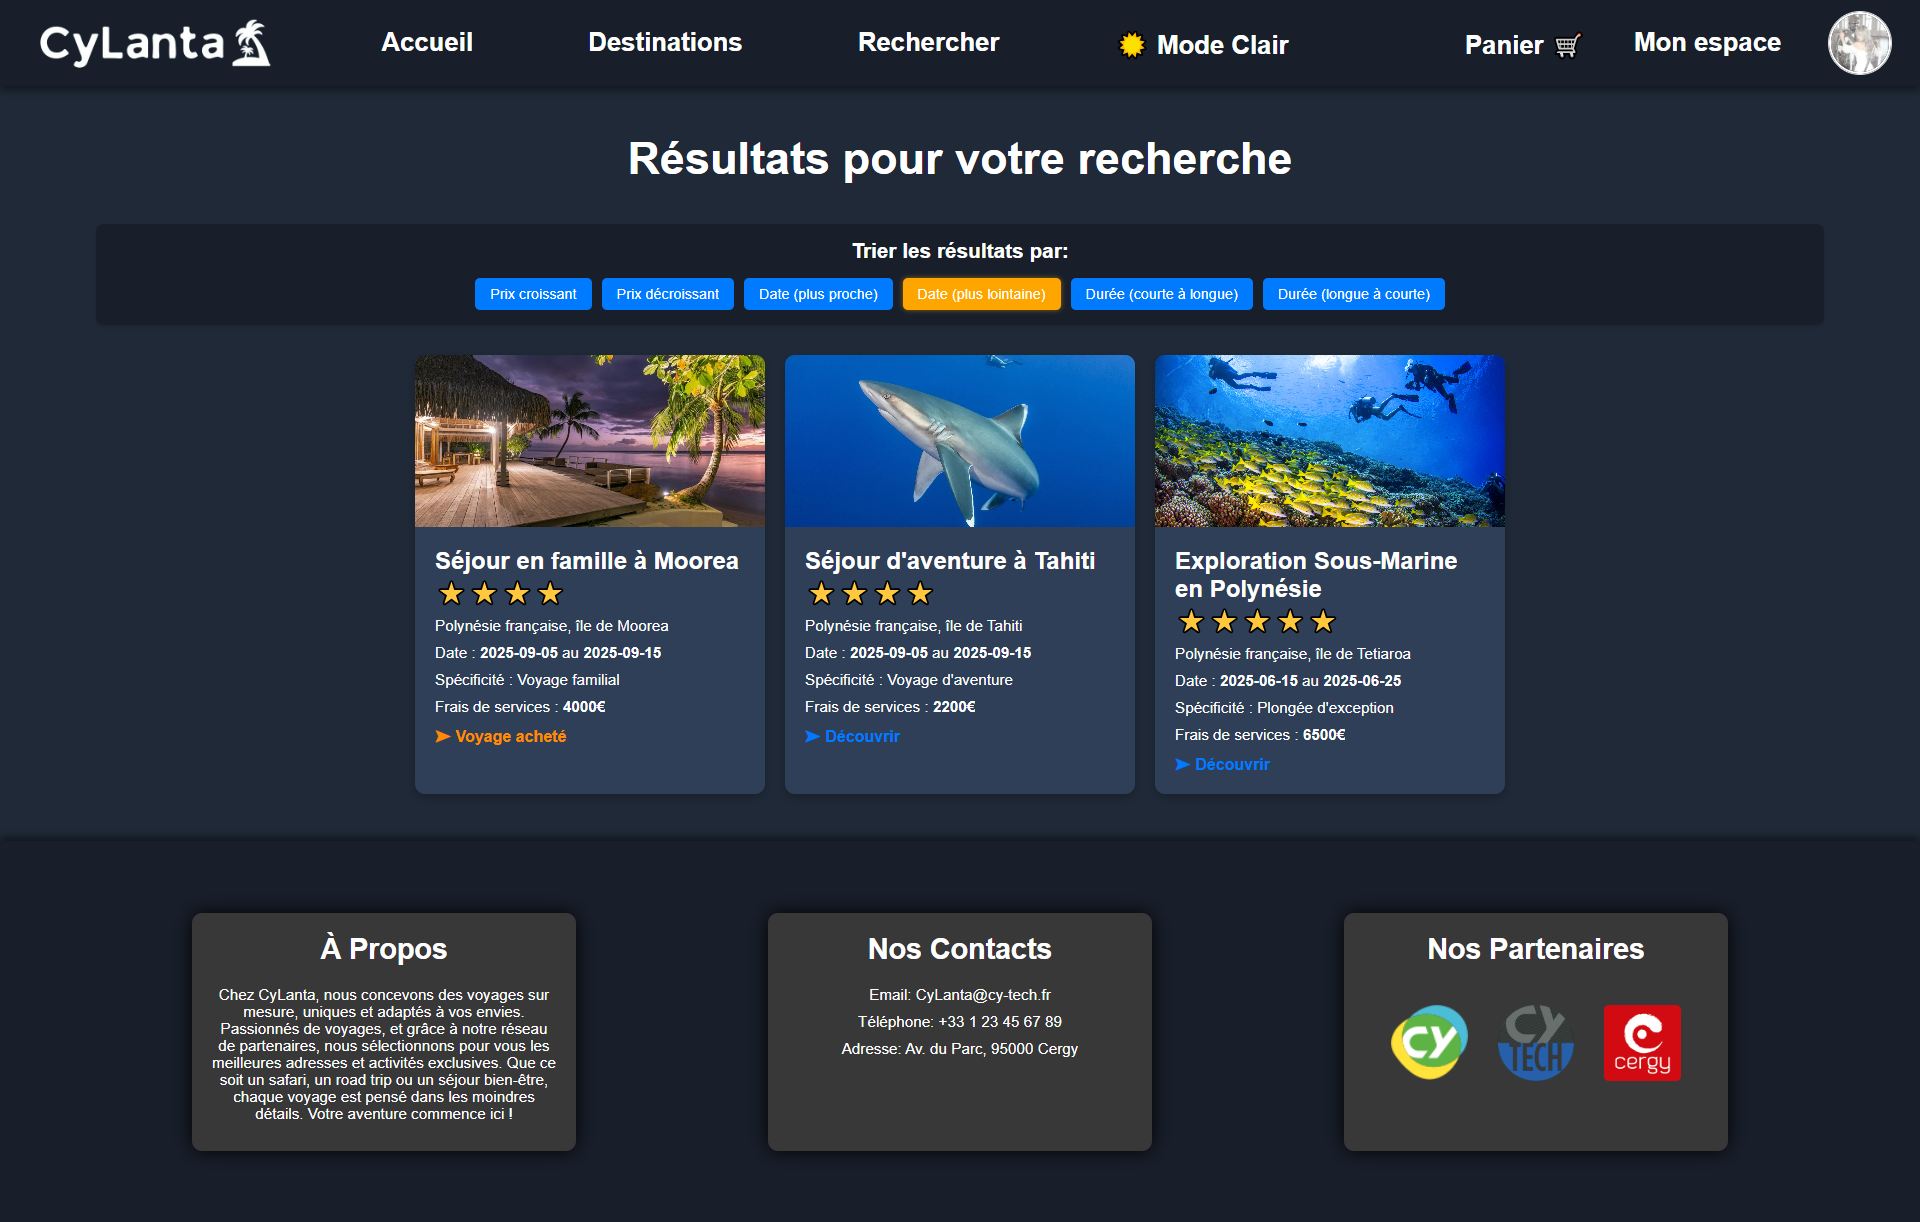 CyLanta
Accueil
Destinations
Rechercher
Mode Clair
Panier
Mon espace
Résultats pour votre recherche
Trier les résultats par:
Prix croissant
Prix décroissant
Date (plus proche)
Date (plus lointaine)
Durée (courte à longue)
Durée (longue à courte)
Séjour en famille à Moorea
Polynésie française, île de Moorea
Date : 2025-09-05 au 2025-09-15
Spécificité : Voyage familial
Frais de services : 4000€
➤ Voyage acheté
Séjour d'aventure à Tahiti
Polynésie française, île de Tahiti
Date : 2025-09-05 au 2025-09-15
Spécificité : Voyage d'aventure
Frais de services : 2200€
➤ Découvrir
Exploration Sous-Marine
en Polynésie
Polynésie française, île de Tetiaroa
Date : 2025-06-15 au 2025-06-25
Spécificité : Plongée d'exception
Frais de services : 6500€
➤ Découvrir
À Propos
Chez CyLanta, nous concevons des voyages sur
mesure, uniques et adaptés à vos envies.
Passionnés de voyages, et grâce à notre réseau
de partenaires, nous sélectionnons pour vous les
meilleures adresses et activités exclusives. Que ce
soit un safari, un road trip ou un séjour bien-être,
chaque voyage est pensé dans les moindres
détails. Votre aventure commence ici !
Nos Contacts
Email: CyLanta@cy-tech.fr
Téléphone: +33 1 23 45 67 89
Adresse: Av. du Parc, 95000 Cergy
Nos Partenaires
CY
CY
TECH
cergy